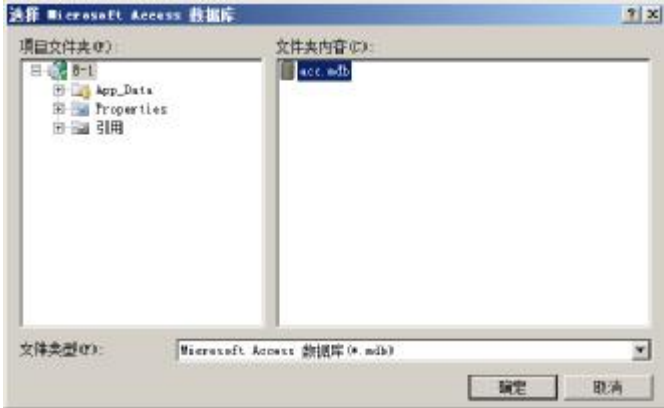 选择 Microsoft Access 数据库
项目文件夹(P):
文件夹内容(C):
8-1
App_Data
Properties
引用
acc.mdb
文件类型(F):
Microsoft Access 数据库(*.mdb)
确定
取消